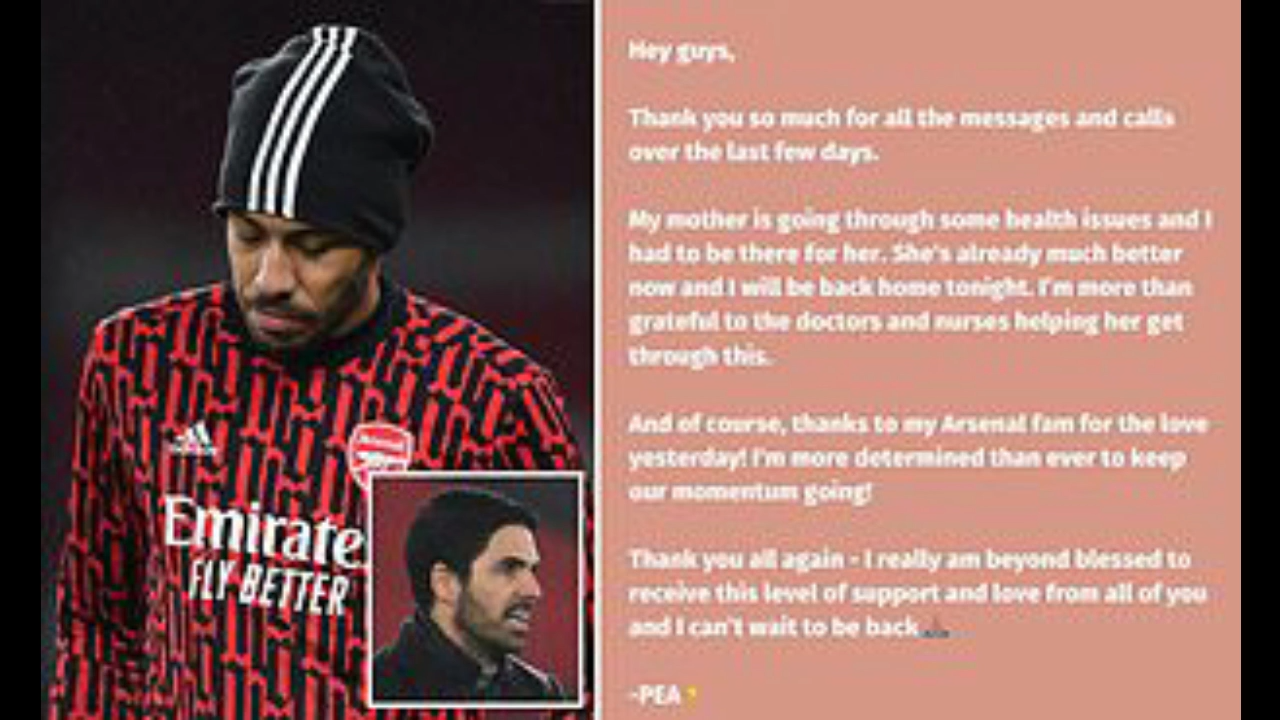 adidas
Arsenal
Emirate
FLY BETTER
Hey guys,
Thank you so much for all the messages and calls
over the last few days.
My mother is going through some health issues and I
had to be there for her. She's already much better
now and I will be back home tonight. I'm more than
grateful to the doctors and nurses helping her get
through this.
And of course, thanks to my Arsenal fam for the love
yesterday! I'm more determined than ever to keep
our momentum going!
Thank you all again - I really am beyond blessed to
receive this level of support and love from all of you
and I can't wait to be back🙏🏽
-PEA